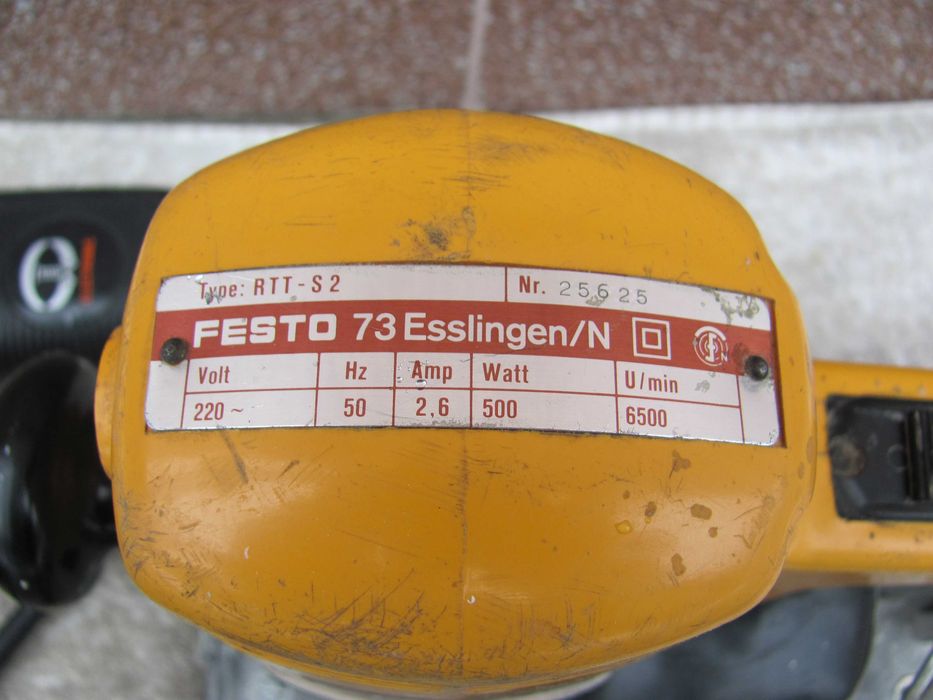 Type: RTT-S2 Nr. 25625
FESTO 73 Esslingen/N
Volt Hz Amp Watt U/min
220~ 50 2,6 500 6500